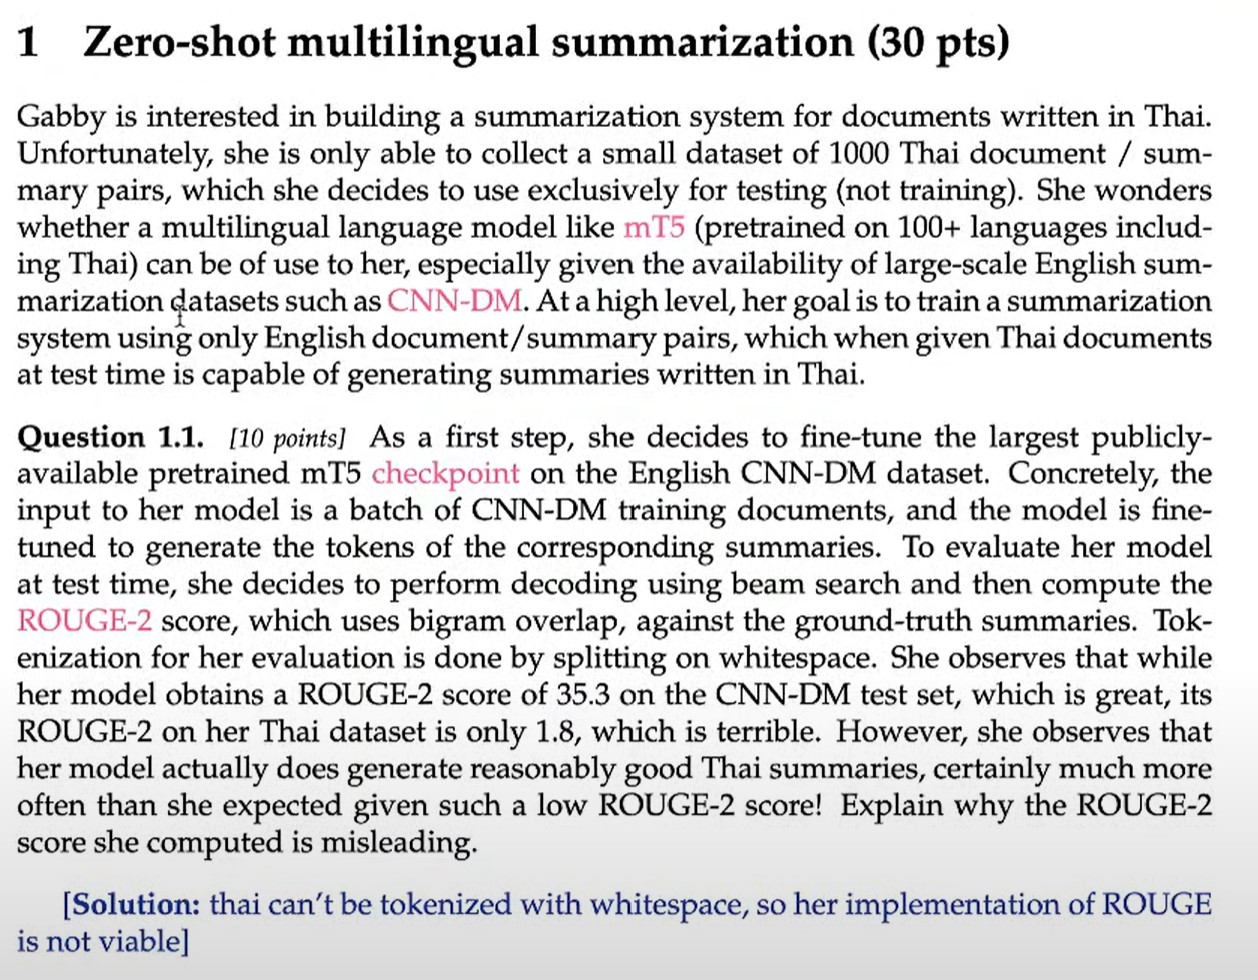 1 Zero-shot multilingual summarization (30 pts)
Gabby is interested in building a summarization system for documents written in Thai.
Unfortunately, she is only able to collect a small dataset of 1000 Thai document / sum-
mary pairs, which she decides to use exclusively for testing (not training). She wonders
whether a multilingual language model like mT5 (pretrained on 100+ languages includ-
ing Thai) can be of use to her, especially given the availability of large-scale English sum-
marization datasets such as CNN-DM. At a high level, her goal is to train a summarization
system using only English document/summary pairs, which when given Thai documents
at test time is capable of generating summaries written in Thai.
Question 1.1. [10 points] As a first step, she decides to fine-tune the largest publicly-
available pretrained mT5 checkpoint on the English CNN-DM dataset. Concretely, the
input to her model is a batch of CNN-DM training documents, and the model is fine-
tuned to generate the tokens of the corresponding summaries. To evaluate her model
at test time, she decides to perform decoding using beam search and then compute the
ROUGE-2 score, which uses bigram overlap, against the ground-truth summaries. Tok-
enization for her evaluation is done by splitting on whitespace. She observes that while
her model obtains a ROUGE-2 score of 35.3 on the CNN-DM test set, which is great, its
ROUGE-2 on her Thai dataset is only 1.8, which is terrible. However, she observes that
her model actually does generate reasonably good Thai summaries, certainly much more
often than she expected given such a low ROUGE-2 score! Explain why the ROUGE-2
score she computed is misleading.
[Solution: thai can't be tokenized with whitespace, so her implementation of ROUGE
is not viable]